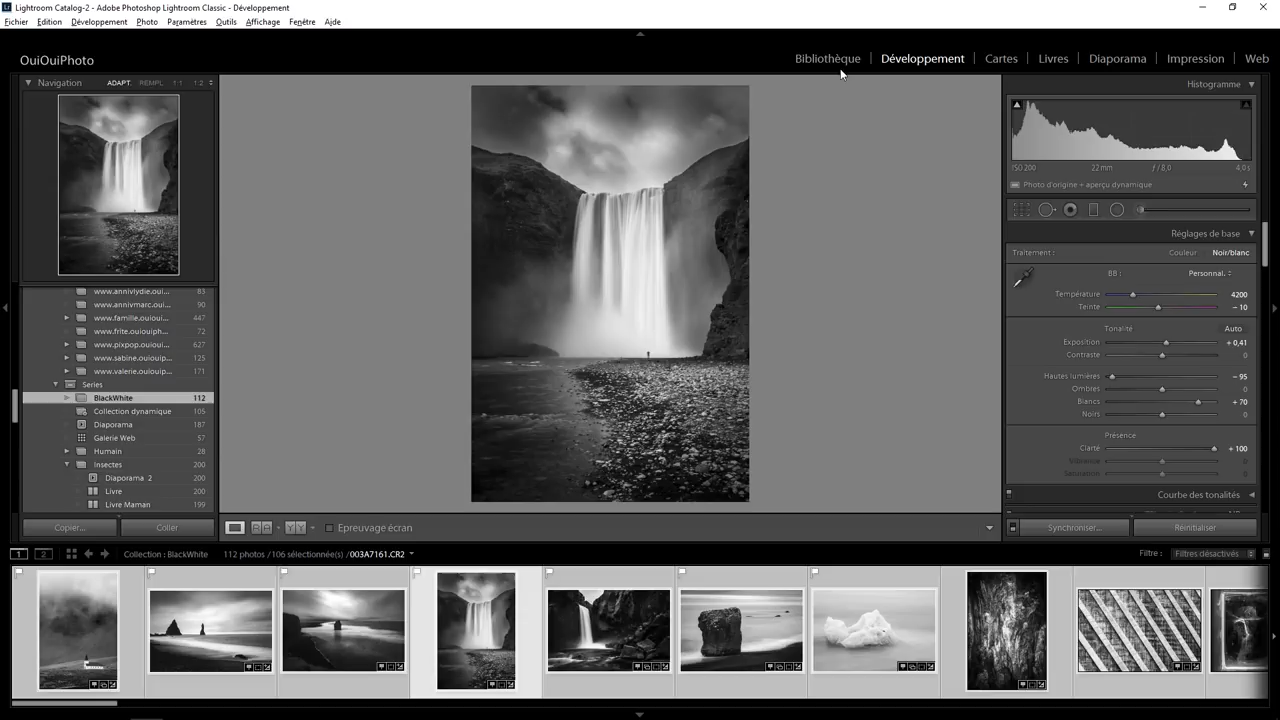 Lightroom Catalog-2 - Adobe Photoshop Lightroom Classic - Développement
Fichier Edition Développement Photo Paramètres Outils Affichage Fenêtre Aide
OuiOuiPhoto
Bibliothèque Développement Cartes Livres Diaporama Impression Web
Navigation ADAPT. REMPL. 1:1 1:2
Histogramme
ISO 200 22mm ƒ / 8,0 4,0 s
Photo d'origine + aperçu dynamique
Réglages de base
Traitement : Couleur Noir/blanc
BB : Personnal.
Température 4200
Teinte – 10
Tonalité Auto
Exposition + 0,41
Contraste 0
Hautes lumières – 95
Ombres 0
Blancs + 70
Noirs 0
Présence
Clarté + 100
Vibrance 0
Saturation 0
Courbe des tonalités
Synchroniser... Réinitialiser
www.annivlydie.oui... 83
www.annivmarc.oui... 90
www.famille.ouioui... 447
www.frite.ouiouiph... 72
www.pixpop.ouioui... 627
www.sabine.ouiouip... 125
www.valerie.ouiouip... 171
Series
BlackWhite 112
Collection dynamique 105
Diaporama 187
Galerie Web 57
Humain 28
Insectes 200
Diaporama 2 200
Livre 200
Livre Maman 199
Copier... Coller
R A Y Y Epreuvage écran
1 2 Collection : BlackWhite 112 photos /106 sélectionnée(s) /003A7161.CR2 Filtre : Filtres désactivés